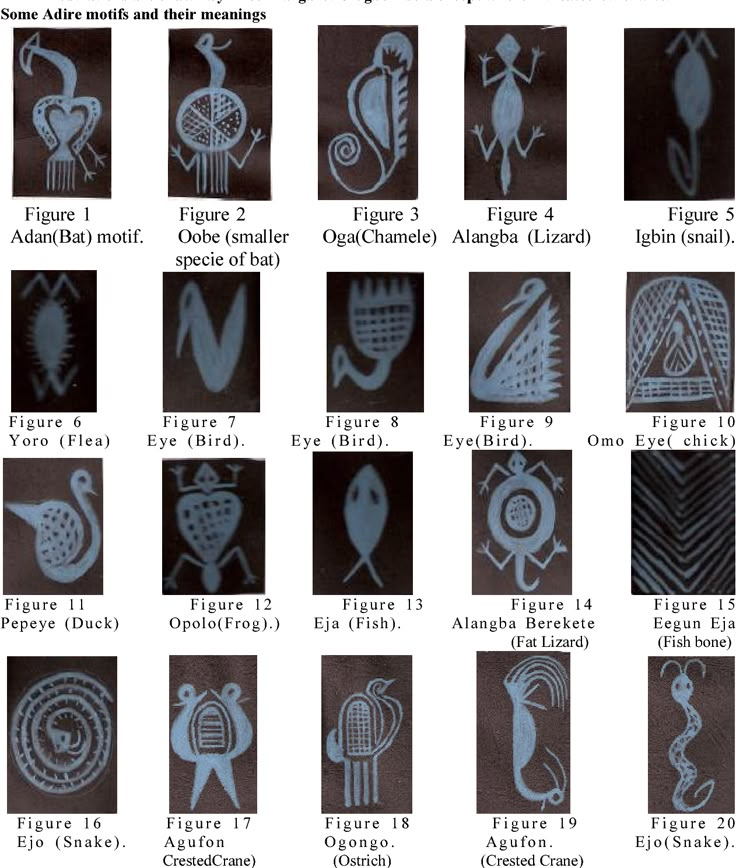 Some Adire motifs and their meanings
Figure 1 Figure 2 Figure 3 Figure 4 Figure 5
Adan(Bat) motif. Oobe (smaller Oga(Chamele) Alangba (Lizard) Igbin (snail).
specie of bat)
Figure 6 Figure 7 Figure 8 Figure 9 Figure 10
Yoro (Flea) Eye (Bird). Eye (Bird). Eye(Bird). Omo Eye( chick)
Figure 11 Figure 12 Figure 13 Figure 14 Figure 15
Pepeye (Duck) Opolo(Frog).) Eja (Fish). Alangba Berekete Eegun Eja
(Fat Lizard) (Fish bone)
Figure 16 Figure 17 Figure 18 Figure 19 Figure 20
Ejo (Snake). Agufon Ogongo. Agufon. Ejo(Snake).
CrestedCrane) (Ostrich) (Crested Crane)